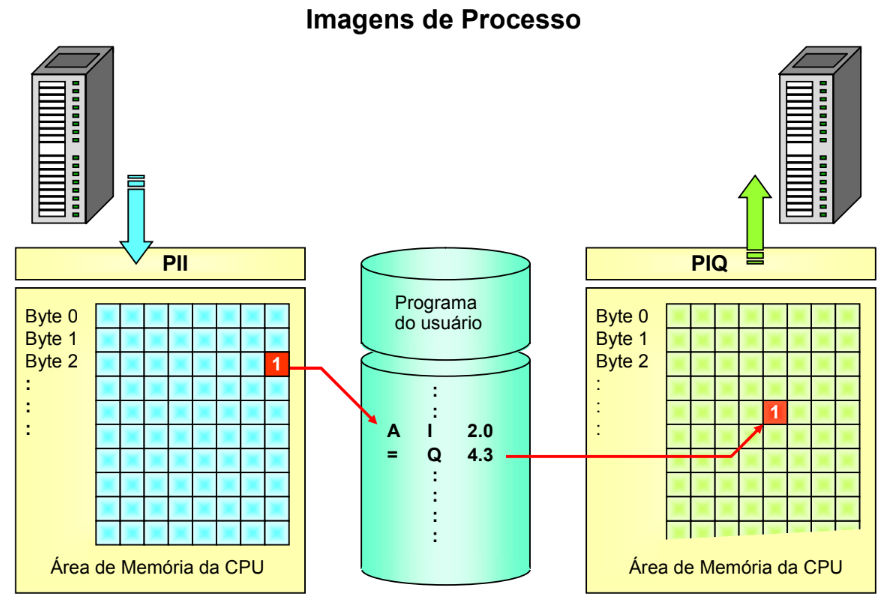 Imagens de Processo
PII
Byte 0
Byte 1
Byte 2
:
:
:
1
Área de Memória da CPU
Programa
do usuário
:
:
A I 2.0
= Q 4.3
:
:
:
:
PIQ
Byte 0
Byte 1
Byte 2
:
:
:
1
Área de Memória da CPU